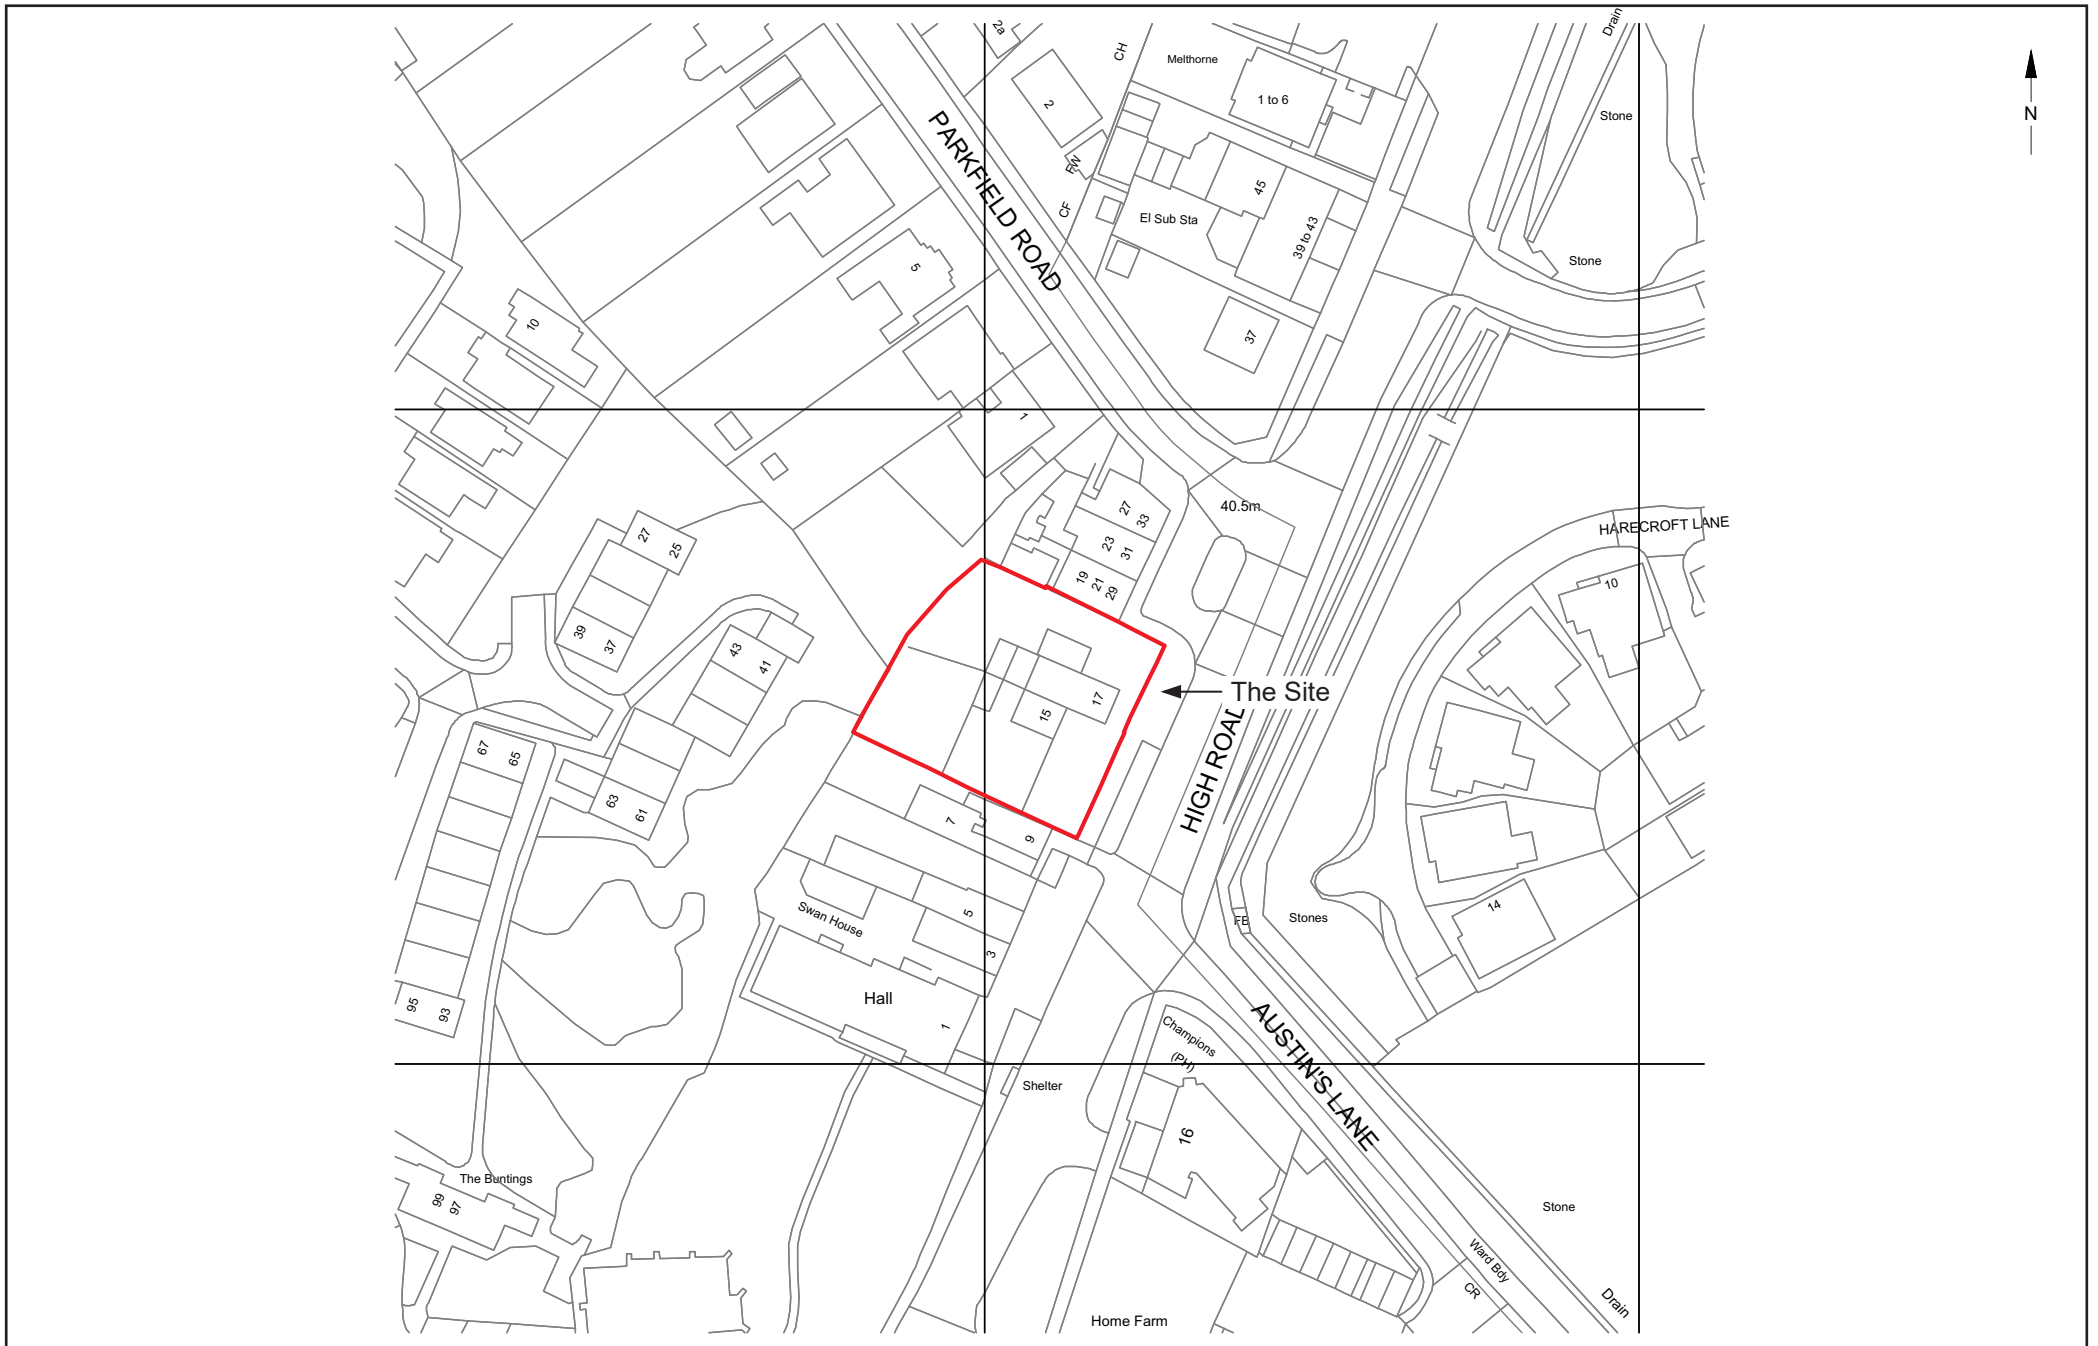 2a
Drain
CH
Melthorne
1 to 6
2
Stone
N
PARKFIELD ROAD
FW
45
CF
El Sub Sta
39 to 43
5
Stone
10
37
1
40.5m
27
33
HARECROFT LANE
27
25
23
31
19
21
29
10
39
37
43
41
The Site
17
15
HIGH ROAD
67
65
63
61
7
9
14
5
Swan House
FB
Stones
3
Hall
1
95
93
Champions
(PH)
AUSTIN'S LANE
Shelter
16
The Buntings
99
97
Stone
Ward Bdy
CR
Drain
Home Farm